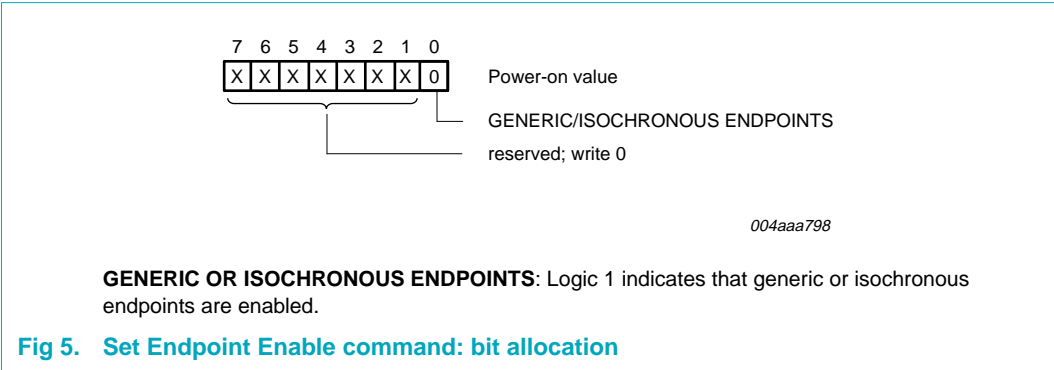 7 6 5 4 3 2 1 0
X X X X X X X 0 Power-on value
GENERIC/ISOCHRONOUS ENDPOINTS
reserved; write 0
004aaa798
GENERIC OR ISOCHRONOUS ENDPOINTS: Logic 1 indicates that generic or isochronous
endpoints are enabled.
Fig 5. Set Endpoint Enable command: bit allocation